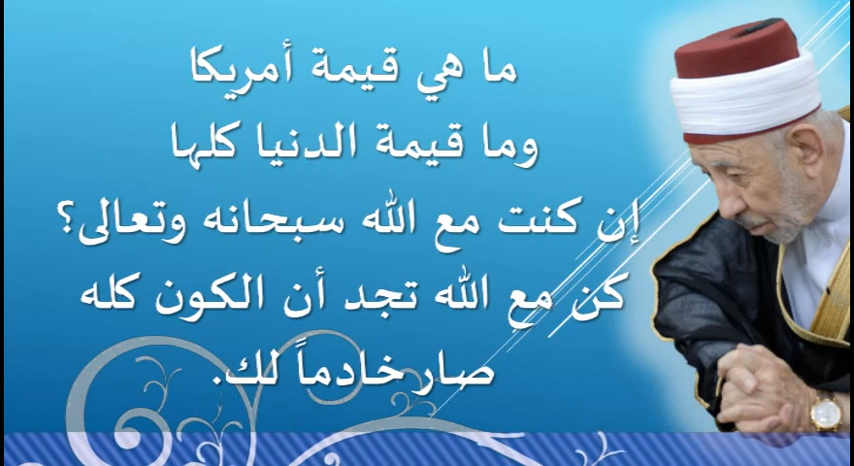 ما هي قيمة أمريكا
وما قيمة الدنيا كلها
إن كنت مع الله سبحانه وتعالى؟
كن مع الله تجد أن الكون كله
صار خادماً لك.